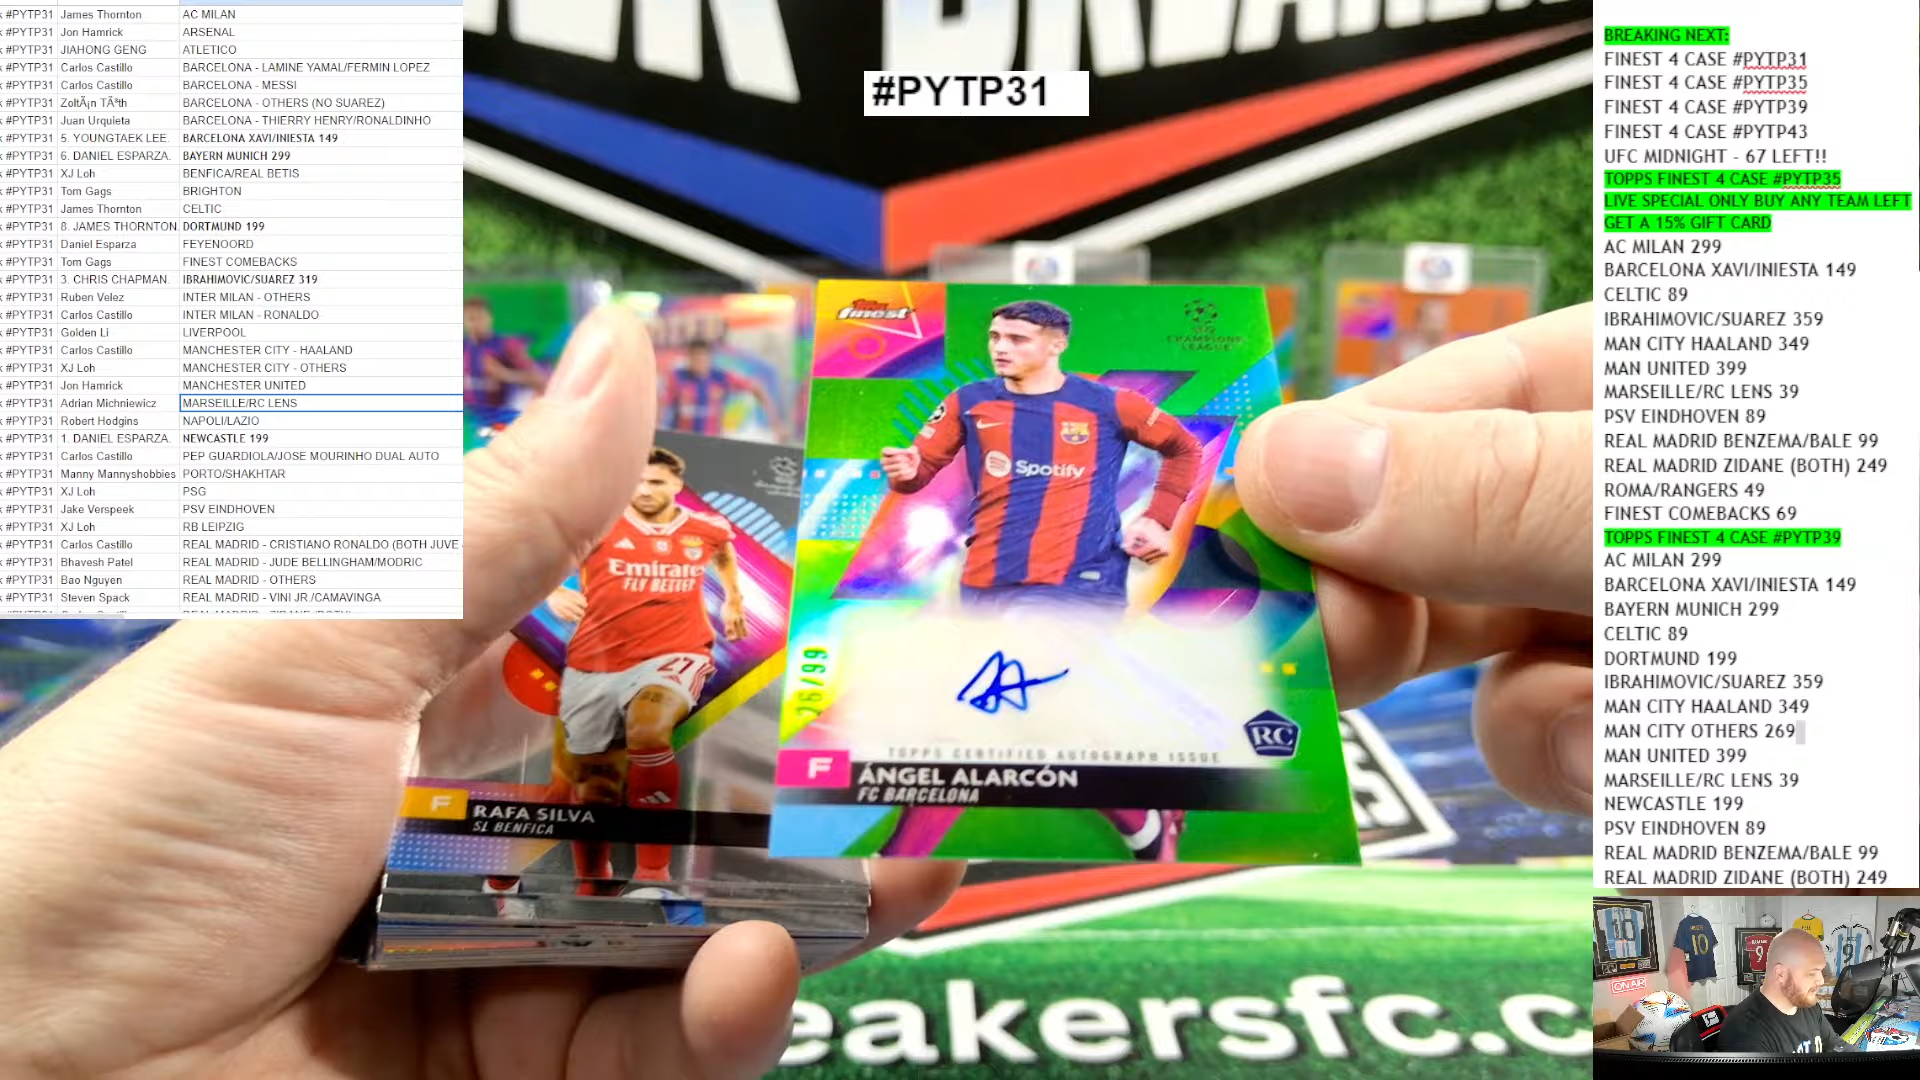 #PYTP31 James Thornton AC MILAN
#PYTP31 Jon Hamrick ARSENAL
#PYTP31 JIAHONG GENG ATLETICO
#PYTP31 Carlos Castillo BARCELONA - LAMINE YAMAL/FERMIN LOPEZ
#PYTP31 Carlos Castillo BARCELONA - MESSI
#PYTP31 BARCELONA - OTHERS (NO SUAREZ)
#PYTP31 Juan Urquieta BARCELONA - THIERRY HENRY/RONALDINHO
#PYTP31 5. YOUNGTAEK LEE. BARCELONA XAVI/INIESTA 149
#PYTP31 6. DANIEL ESPARZA. BAYERN MUNICH 299
#PYTP31 XJ Loh BENFICA/REAL BETIS
#PYTP31 Tom Gags BRIGHTON
#PYTP31 James Thornton CELTIC
#PYTP31 8. JAMES THORNTON. DORTMUND 199
#PYTP31 Daniel Esparza FEYENOORD
#PYTP31 Tom Gags FINEST COMEBACKS
#PYTP31 3. CHRIS CHAPMAN. IBRAHIMOVIC/SUAREZ 319
#PYTP31 Ruben Velez INTER MILAN - OTHERS
#PYTP31 Carlos Castillo INTER MILAN - RONALDO
#PYTP31 Golden Li LIVERPOOL
#PYTP31 Carlos Castillo MANCHESTER CITY - HAALAND
#PYTP31 XJ Loh MANCHESTER CITY - OTHERS
#PYTP31 Jon Hamrick MANCHESTER UNITED
#PYTP31 Adrian Michniewicz MARSEILLE/RC LENS
#PYTP31 Robert Hodgins NAPOLI/LAZIO
#PYTP31 1. DANIEL ESPARZA. NEWCASTLE 199
#PYTP31 Carlos Castillo PEP GUARDIOLA/JOSE MOURINHO DUAL AUTO
#PYTP31 Manny Mannyshobbies PORTO/SHAKHTAR
#PYTP31 XJ Loh PSG
#PYTP31 Jake Verspeek PSV EINDHOVEN
#PYTP31 XJ Loh RB LEIPZIG
#PYTP31 Carlos Castillo REAL MADRID - CRISTIANO RONALDO (BOTH JUVE
#PYTP31 Bhavesh Patel REAL MADRID - JUDE BELLINGHAM/MODRIC
#PYTP31 Bao Nguyen REAL MADRID - OTHERS
#PYTP31 Steven Spack REAL MADRID - VINI JR./CAMAVINGA
#PYTP31
Topps finest
CHAMPIONS LEAGUE
Spotify
26/99
TOPPS CERTIFIED AUTOGRAPH ISSUE
RC
F ÁNGEL ALARCÓN
FC BARCELONA
Emirates
FLY BETTER
27
F RAFA SILVA
SL BENFICA
eakersfc.c
BREAKING NEXT:
FINEST 4 CASE #PYTP31
FINEST 4 CASE #PYTP35
FINEST 4 CASE #PYTP39
FINEST 4 CASE #PYTP43
UFC MIDNIGHT - 67 LEFT!!
TOPPS FINEST 4 CASE #PYTP35
LIVE SPECIAL ONLY BUY ANY TEAM LEFT
GET A 15% GIFT CARD
AC MILAN 299
BARCELONA XAVI/INIESTA 149
CELTIC 89
IBRAHIMOVIC/SUAREZ 359
MAN CITY HAALAND 349
MAN UNITED 399
MARSEILLE/RC LENS 39
PSV EINDHOVEN 89
REAL MADRID BENZEMA/BALE 99
REAL MADRID ZIDANE (BOTH) 249
ROMA/RANGERS 49
FINEST COMEBACKS 69
TOPPS FINEST 4 CASE #PYTP39
AC MILAN 299
BARCELONA XAVI/INIESTA 149
BAYERN MUNICH 299
CELTIC 89
DORTMUND 199
IBRAHIMOVIC/SUAREZ 359
MAN CITY HAALAND 349
MAN CITY OTHERS 269
MAN UNITED 399
MARSEILLE/RC LENS 39
NEWCASTLE 199
PSV EINDHOVEN 89
REAL MADRID BENZEMA/BALE 99
REAL MADRID ZIDANE (BOTH) 249
ON AIR